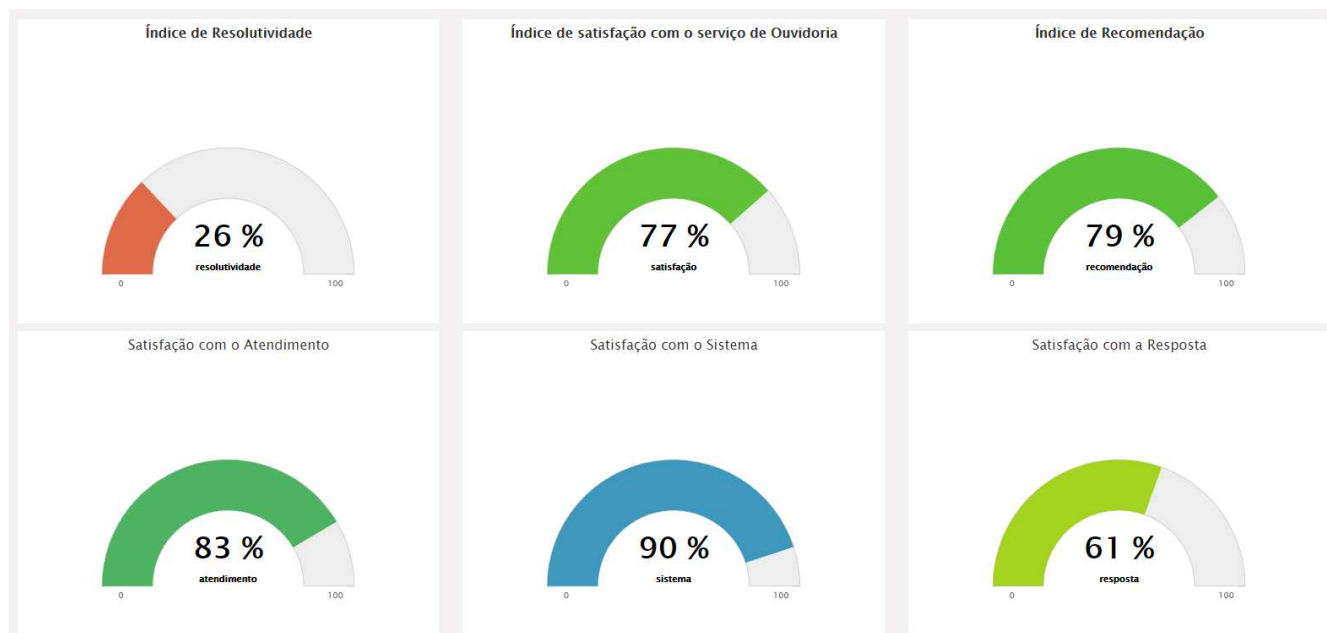 Índice de Resolutividade
26 %
resolutividade
0 100
Índice de satisfação com o serviço de Ouvidoria
77 %
satisfação
0 100
Índice de Recomendação
79 %
recomendação
0 100
Satisfação com o Atendimento
83 %
atendimento
0 100
Satisfação com o Sistema
90 %
sistema
0 100
Satisfação com a Resposta
61 %
resposta
0 100